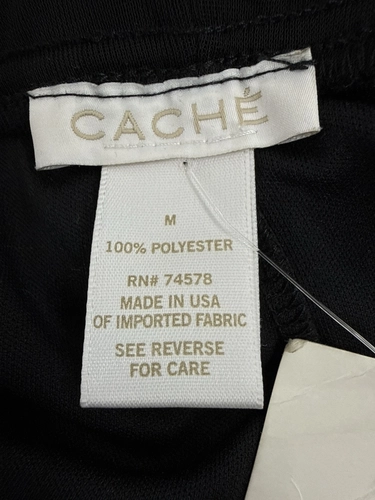 CACHÉ
M
100% POLYESTER
RN# 74578
MADE IN USA
OF IMPORTED FABRIC
SEE REVERSE
FOR CARE